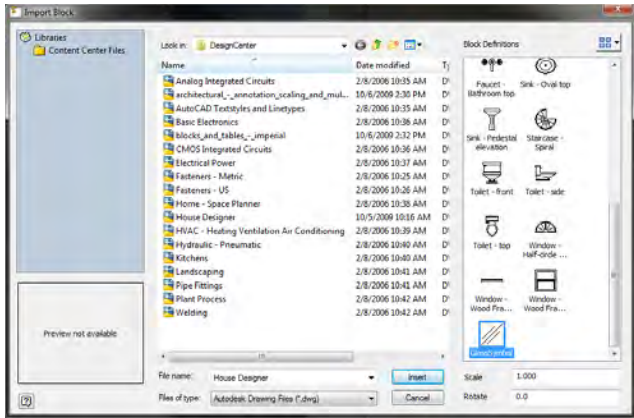 Import Block
Libraries
Content Center Files
Look in: DesignCenter
Block Definitions
Name Date modified Ty
Analog Integrated Circuits 2/8/2006 10:35 AM D
architectural_-_annotation_scaling_and_mul... 10/6/2009 2:30 PM D
AutoCAD Textstyles and Linetypes 2/8/2006 10:35 AM D
Basic Electronics 2/8/2006 10:36 AM D
blocks_and_tables_-_imperial 10/6/2009 2:32 PM D
CMOS Integrated Circuits 2/8/2006 10:36 AM D
Electrical Power 2/8/2006 10:37 AM D
Fasteners - Metric 2/8/2006 10:25 AM D
Fasteners - US 2/8/2006 10:26 AM D
Home - Space Planner 2/8/2006 10:38 AM D
House Designer 10/5/2009 10:16 AM D
HVAC - Heating Ventilation Air Conditioning 2/8/2006 10:39 AM D
Hydraulic - Pneumatic 2/8/2006 10:40 AM D
Kitchens 2/8/2006 10:40 AM D
Landscaping 2/8/2006 10:41 AM D
Pipe Fittings 2/8/2006 10:41 AM D
Plant Process 2/8/2006 10:42 AM D
Welding 2/8/2006 10:42 AM D
Faucet - Sink - Oval top
Bathroom top
Sink - Pedestal Staircase -
elevation Spiral
Toilet - front Toilet - side
Toilet - top Window -
Half-circle ...
Window - Window -
Wood Fra... Wood Fra...
Preview not available
File name: House Designer Insert
Files of type: Autodesk Drawing Files (*.dwg) Cancel
Scale 1.000
Rotate 0.0
?